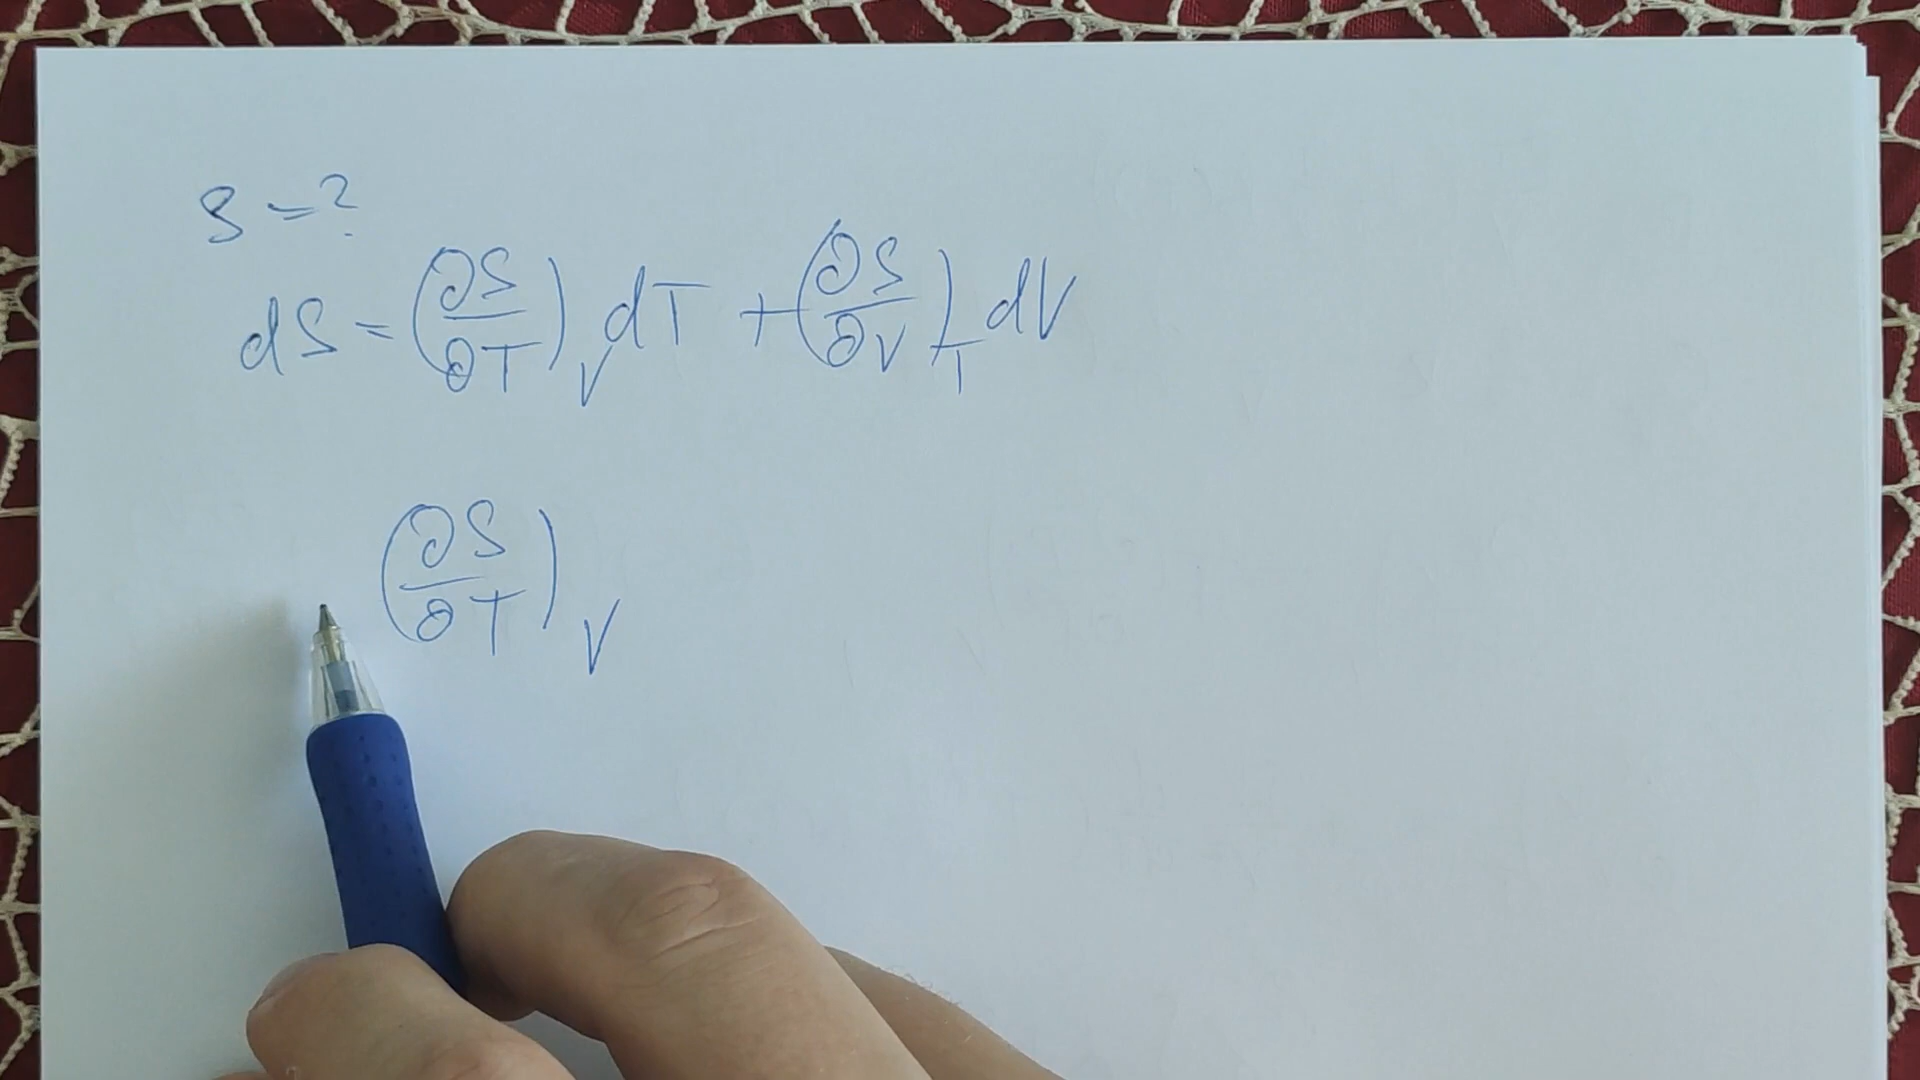 S = ?
dS = (∂S/∂T)_V dT + (∂S/∂V)_T dV
(∂S/∂T)_V